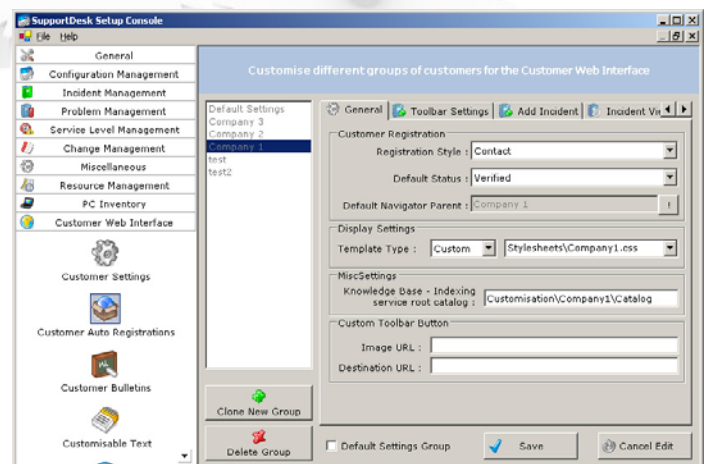 SupportDesk Setup Console
File Help
General
Configuration Management
Incident Management
Problem Management
Service Level Management
Change Management
Miscellaneous
Resource Management
PC Inventory
Customer Web Interface
Customer Settings
Customer Auto Registrations
Customer Bulletins
Customisable Text
Customise different groups of customers for the Customer Web Interface
Default Settings
Company 3
Company 2
Company 1
test
test2
Clone New Group
Delete Group
General Toolbar Settings Add Incident Incident Vi
Customer Registration
Registration Style : Contact
Default Status : Verified
Default Navigator Parent : Company 1 !
Display Settings
Template Type : Custom Stylesheets\Company1.css
MiscSettings
Knowledge Base - Indexing
service root catalog : Customisation\Company1\Catalog
Custom Toolbar Button
Image URL :
Destination URL :
Default Settings Group Save Cancel Edit